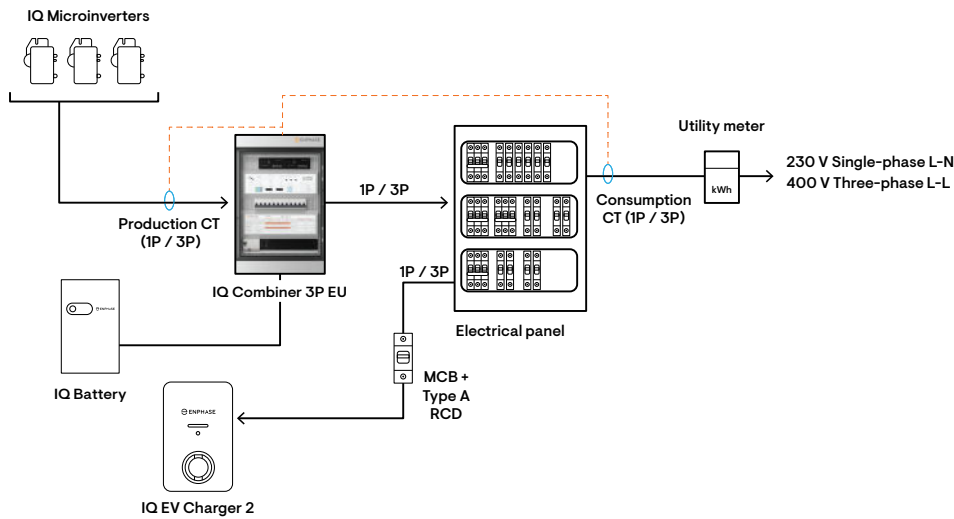 IQ Microinverters
Utility meter
230 V Single-phase L-N
400 V Three-phase L-L
kWh
ENPHASE
1P / 3P
Production CT
(1P / 3P)
Consumption
CT (1P / 3P)
1P / 3P
IQ Combiner 3P EU
ENPHASE
Electrical panel
MCB +
Type A
RCD
IQ Battery
ENPHASE
IQ EV Charger 2